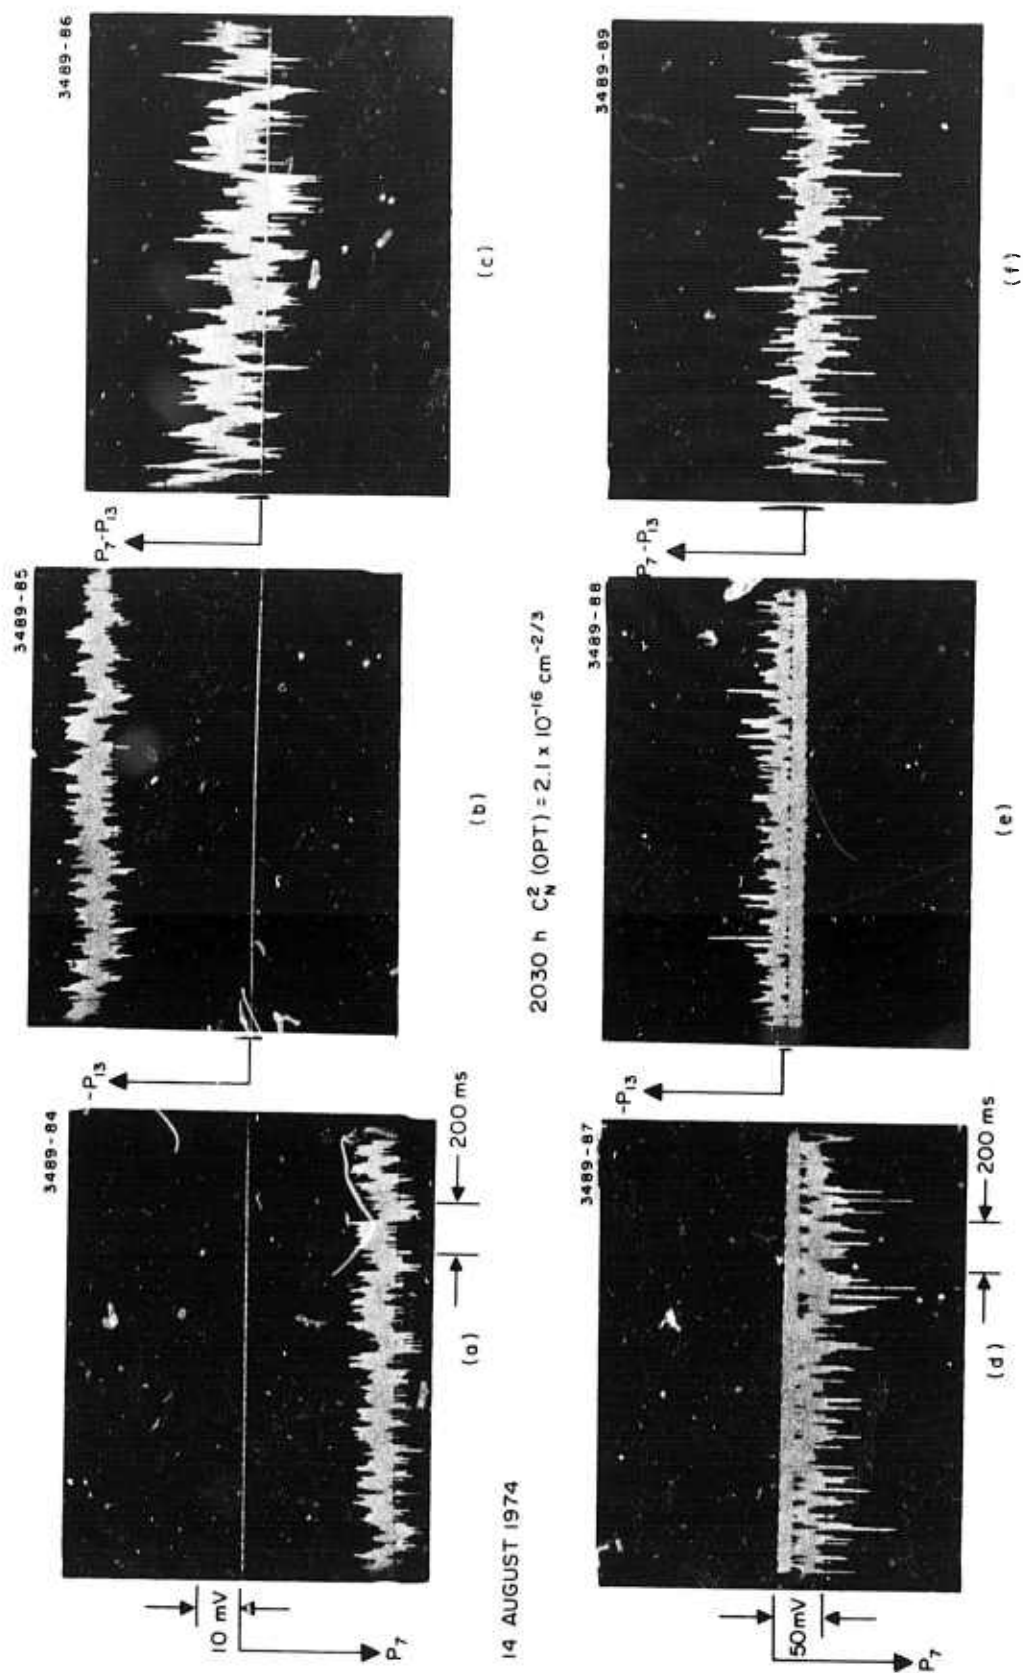 3489-84
3489-85
3489-86
-P13
P7-P13
10 mV
P7
200 ms
(a)
(b)
(c)
14 AUGUST 1974
2030 h C²N (OPT) = 2.1 x 10⁻¹⁶ cm⁻²/³
3489-87
3489-88
3489-89
-P13
P7-P13
50mV
P7
200 ms
(d)
(e)
(f)